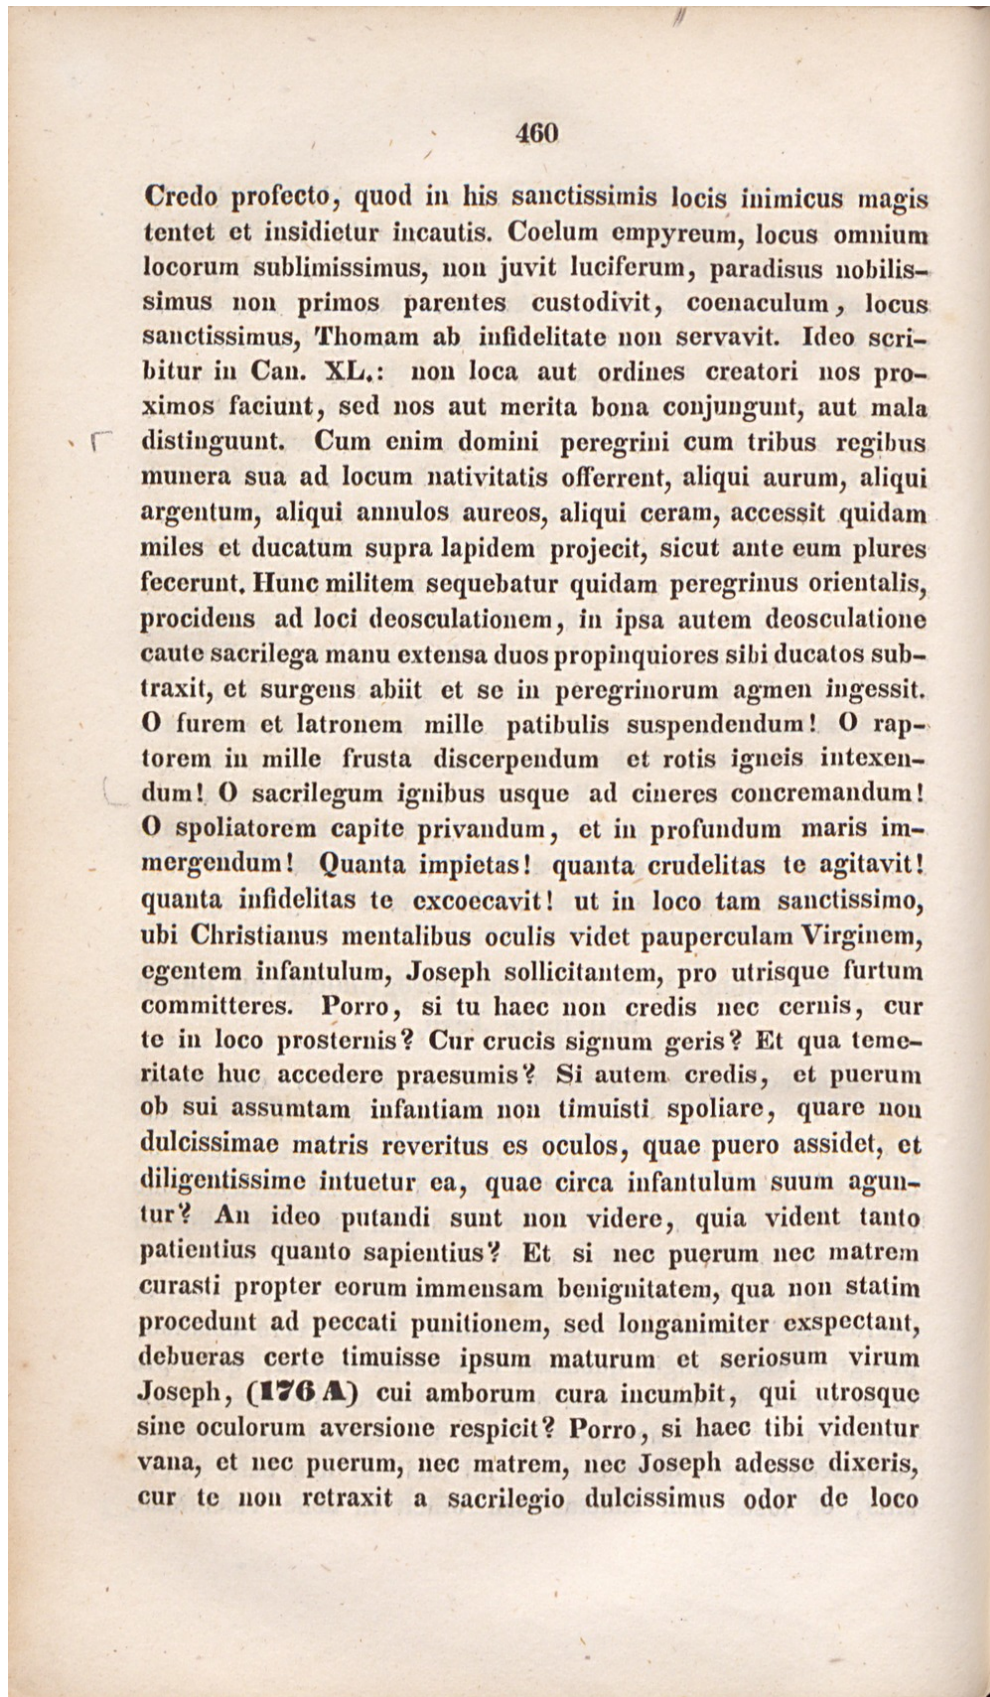 460
Credo profecto, quod in his sanctissimis locis inimicus magis
tentet et insidietur incautis. Coelum empyreum, locus omnium
locorum sublimissimus, non juvit luciferum, paradisus nobilis-
simus non primos parentes custodivit, coenaculum, locus
sanctissimus, Thomam ab infidelitate non servavit. Ideo scri-
bitur in Can. XL.: non loca aut ordines creatori nos pro-
ximos faciunt, sed nos aut merita bona conjungunt, aut mala
distinguunt. Cum enim domini peregrini cum tribus regibus
munera sua ad locum nativitatis offerrent, aliqui aurum, aliqui
argentum, aliqui annulos aureos, aliqui ceram, accessit quidam
miles et ducatum supra lapidem projecit, sicut ante eum plures
fecerunt. Hunc militem sequebatur quidam peregrinus orientalis,
procidens ad loci deosculationem, in ipsa autem deosculatione
caute sacrilega manu extensa duos propinquiores sibi ducatos sub-
traxit, et surgens abiit et se in peregrinorum agmen ingessit.
O furem et latronem mille patibulis suspendendum! O rap-
torem in mille frusta discerpendum et rotis igneis intexen-
dum! O sacrilegum ignibus usque ad cineres concremandum!
O spoliatorem capite privandum, et in profundum maris im-
mergendum! Quanta impietas! quanta crudelitas te agitavit!
quanta infidelitas te excoecavit! ut in loco tam sanctissimo,
ubi Christianus mentalibus oculis videt pauperculam Virginem,
egentem infantulum, Joseph sollicitantem, pro utrisque furtum
committeres. Porro, si tu haec non credis nec cernis, cur
te in loco prosternis? Cur crucis signum geris? Et qua teme-
ritate huc accedere praesumis? Si autem credis, et puerum
ob sui assumtam infantiam non timuisti spoliare, quare non
dulcissimae matris reveritus es oculos, quae puero assidet, et
diligentissime intuetur ea, quae circa infantulum suum agun-
tur? An ideo putandi sunt non videre, quia vident tanto
patientius quanto sapientius? Et si nec puerum nec matrem
curasti propter eorum immensam benignitatem, qua non statim
procedunt ad peccati punitionem, sed longanimiter exspectant,
debueras certe timuisse ipsum maturum et seriosum virum
Joseph, (176 A) cui amborum cura incumbit, qui utrosque
sine oculorum aversione respicit? Porro, si haec tibi videntur
vana, et nec puerum, nec matrem, nec Joseph adesse dixeris,
cur te non retraxit a sacrilegio dulcissimus odor de loco